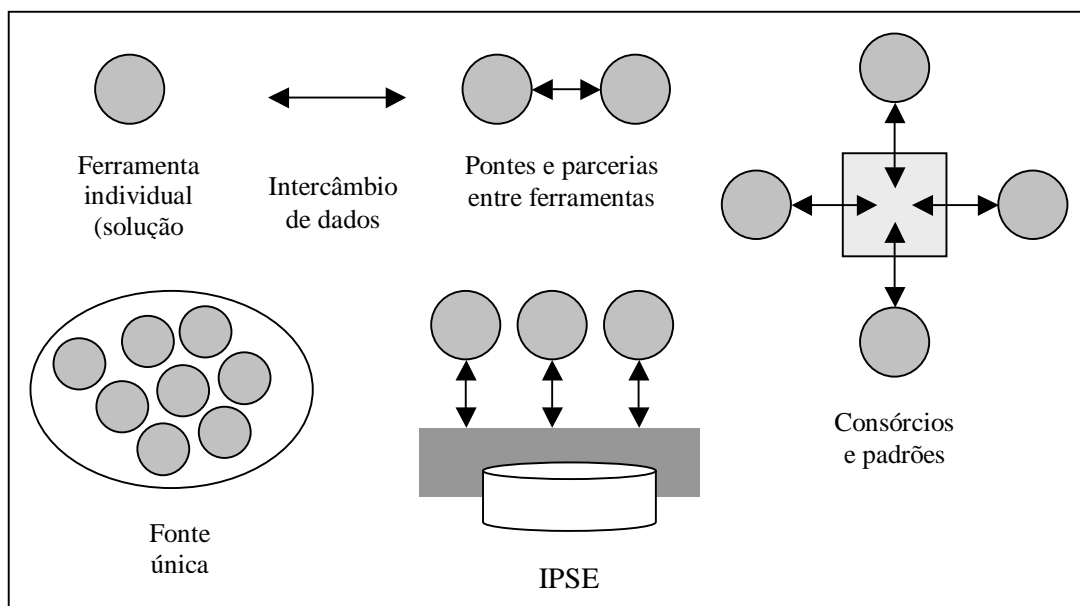 Ferramenta
individual
(solução
Intercâmbio
de dados
Pontes e parcerias
entre ferramentas
Consórcios
e padrões
Fonte
única
IPSE